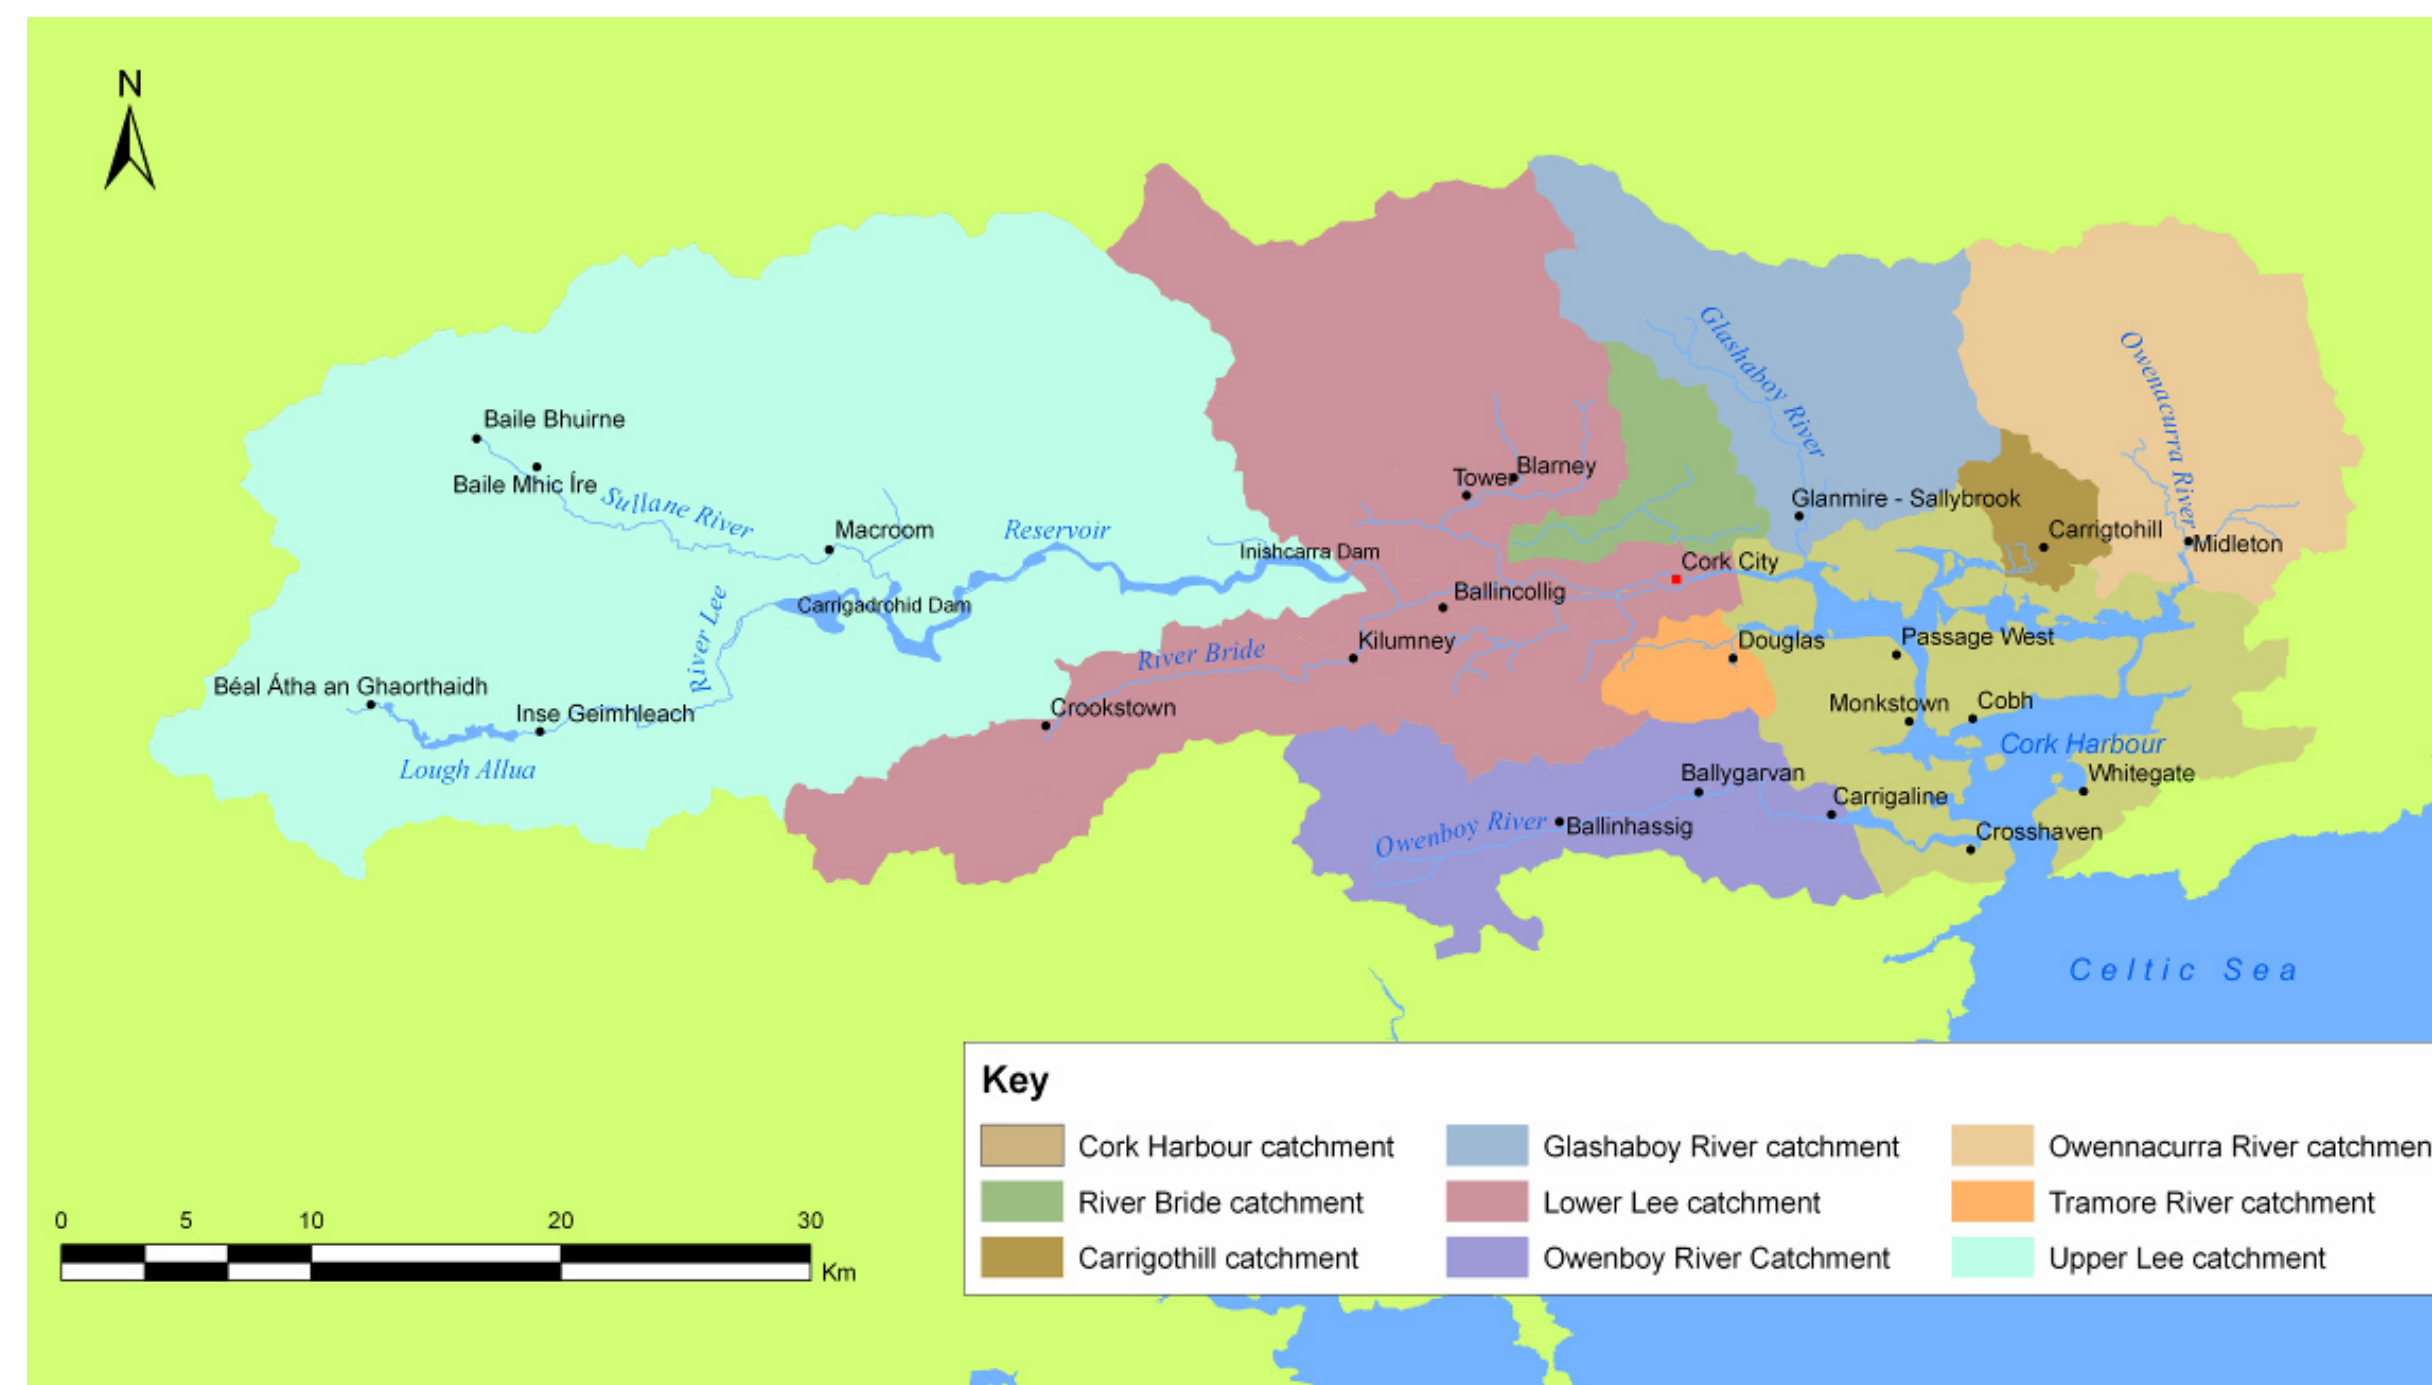 N
Baile Bhuirne
Baile Mhic Íre
Sullane River
Macroom
Reservoir
Inishcarra Dam
Carrigadrohid Dam
River Lee
Béal Átha an Ghaorthaidh
Inse Geimhleach
Lough Allua
Crookstown
River Bride
Kilumney
Ballincollig
Tower
Blarney
Cork City
Glashaboy River
Glanmire - Sallybrook
Owenacurra River
Carrigtohill
Midleton
Douglas
Passage West
Monkstown
Cobh
Cork Harbour
Whitegate
Ballygarvan
Carrigaline
Owenboy River
Ballinhassig
Crosshaven
Celtic Sea
Key
Cork Harbour catchment
Glashaboy River catchment
Owennacurra River catchmen
River Bride catchment
Lower Lee catchment
Tramore River catchment
Carrigothill catchment
Owenboy River Catchment
Upper Lee catchment
0 5 10 20 30
Km